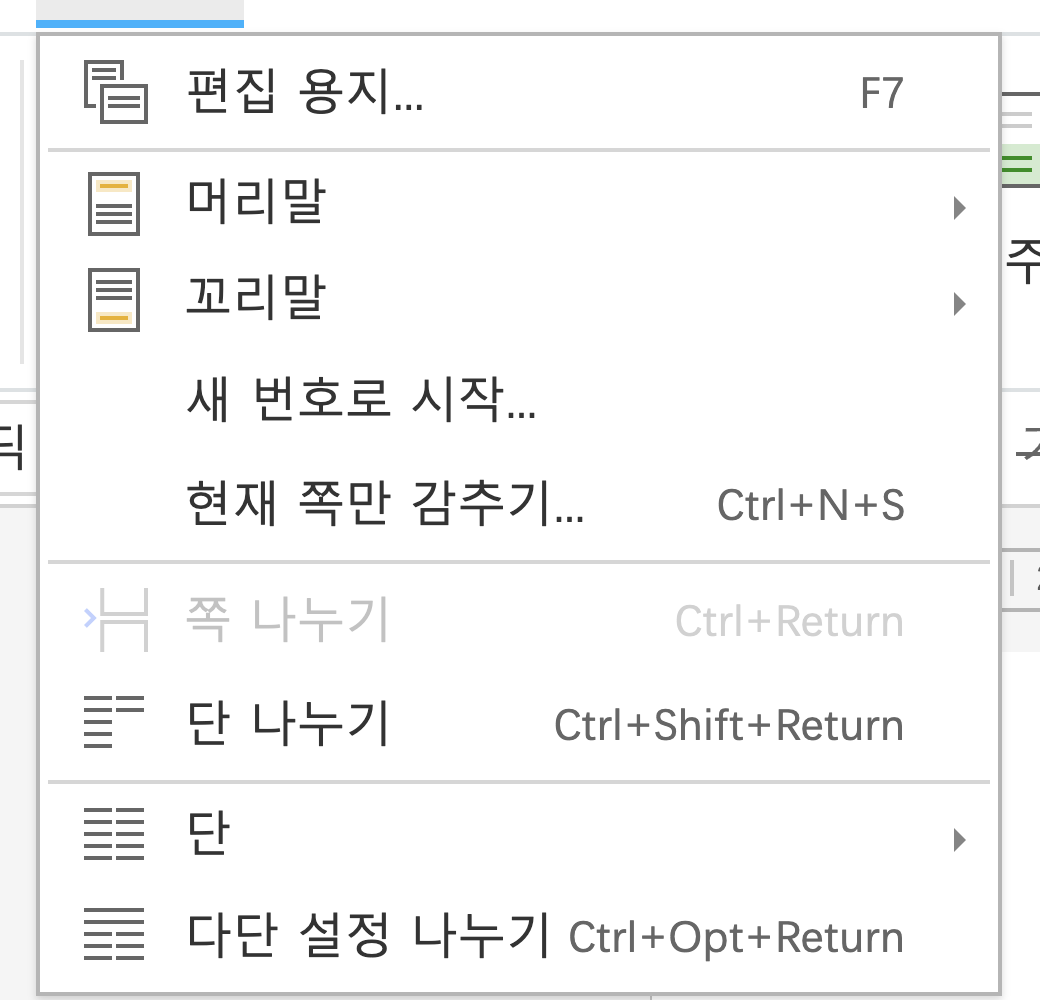 편집 용지... F7
머리말
주
꼬리말
새 번호로 시작...
딕
현재 쪽만 감추기... Ctrl+N+S
쪽 나누기 Ctrl+Return
단 나누기 Ctrl+Shift+Return
단
다단 설정 나누기 Ctrl+Opt+Return